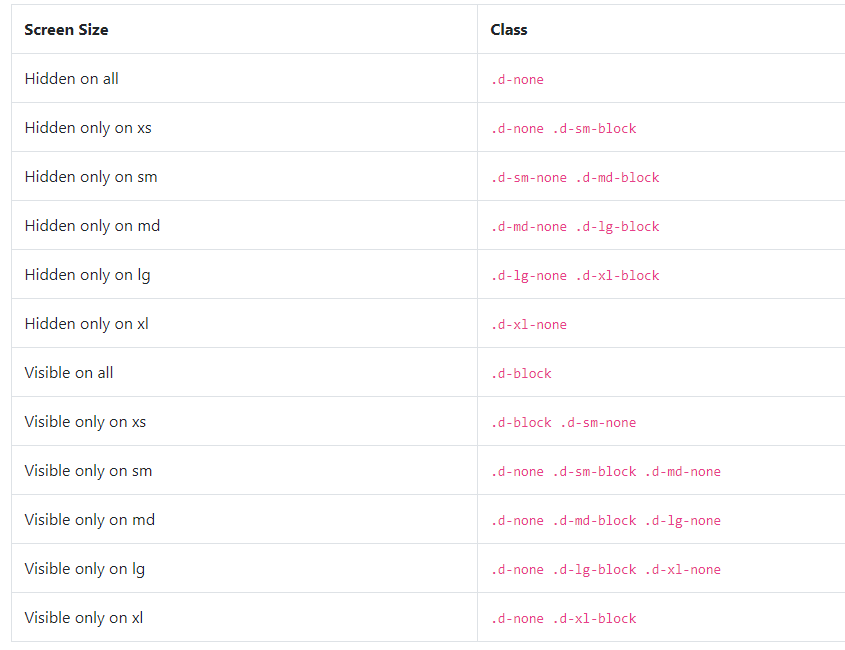 Screen Size Class
Hidden on all .d-none
Hidden only on xs .d-none .d-sm-block
Hidden only on sm .d-sm-none .d-md-block
Hidden only on md .d-md-none .d-lg-block
Hidden only on lg .d-lg-none .d-xl-block
Hidden only on xl .d-xl-none
Visible on all .d-block
Visible only on xs .d-block .d-sm-none
Visible only on sm .d-none .d-sm-block .d-md-none
Visible only on md .d-none .d-md-block .d-lg-none
Visible only on lg .d-none .d-lg-block .d-xl-none
Visible only on xl .d-none .d-xl-block